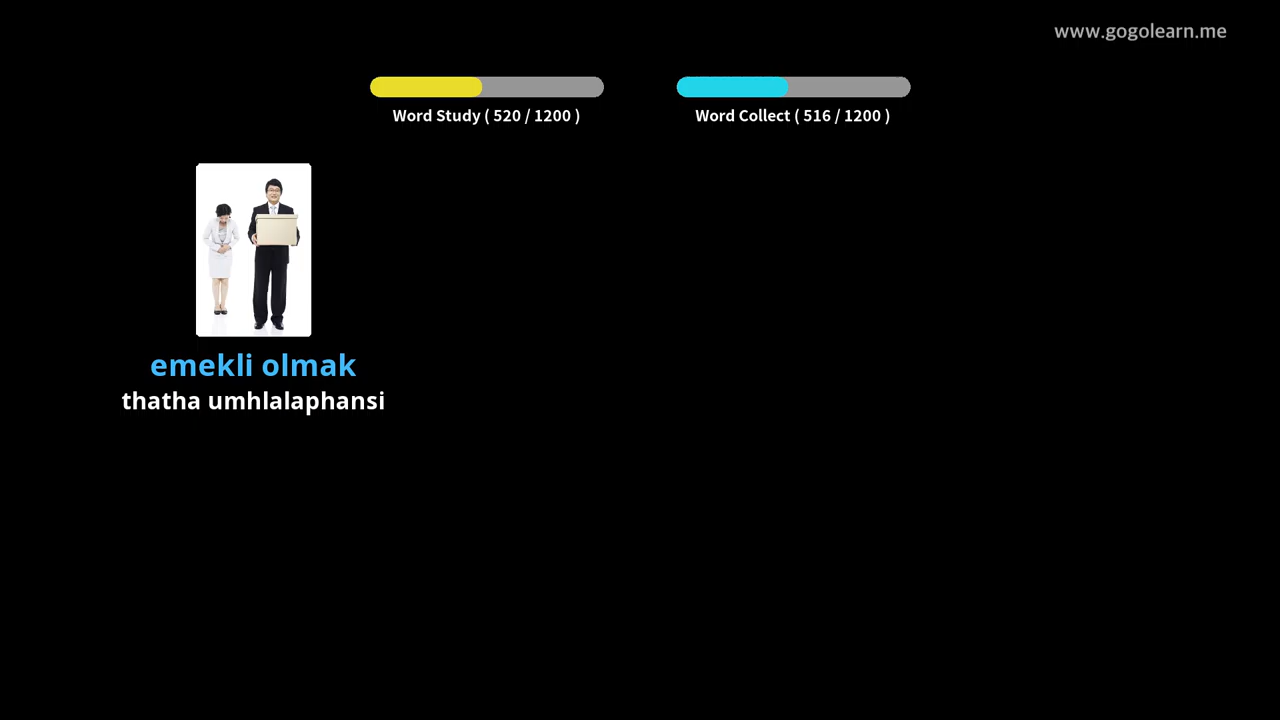 www.gogolearn.me
Word Study ( 520 / 1200 )
Word Collect ( 516 / 1200 )
emekli olmak
thatha umhlalaphansi